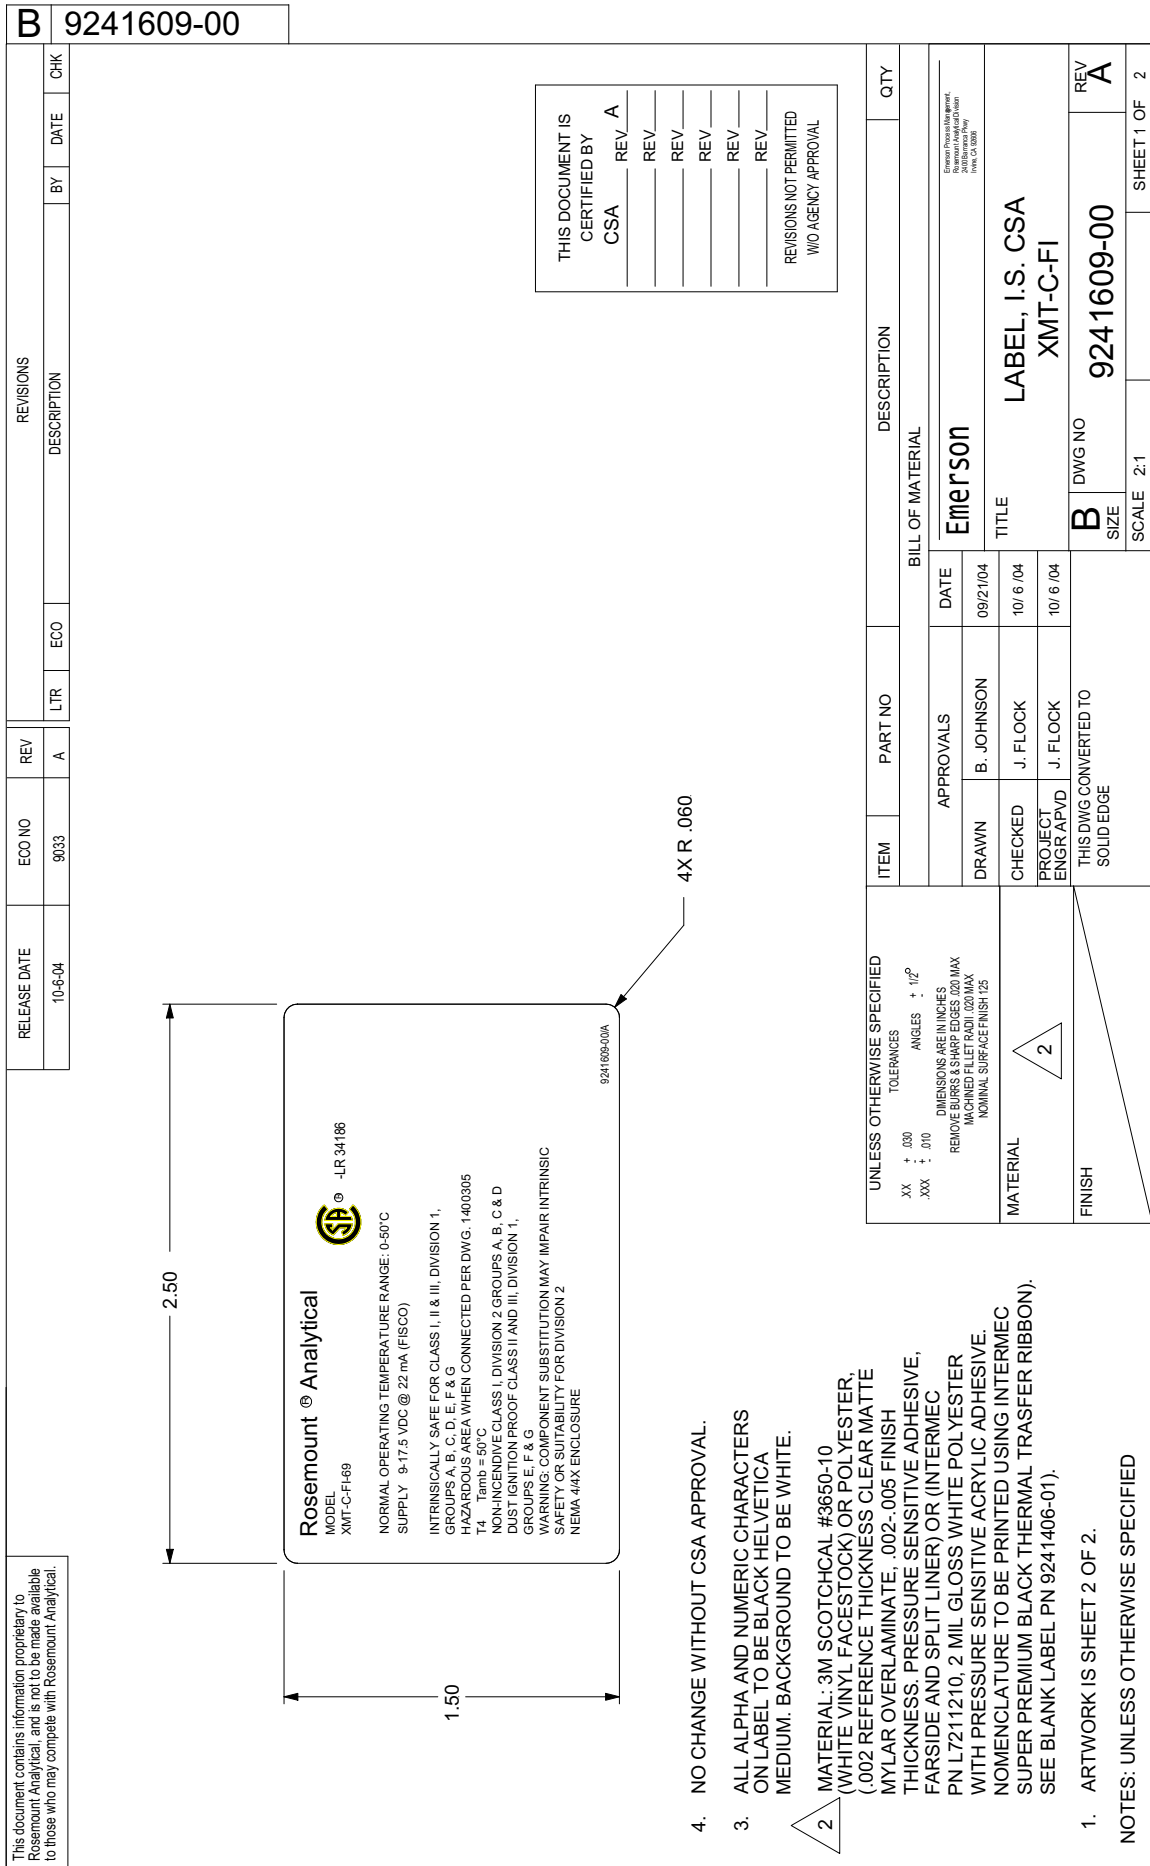 B 9241609-00
This document contains information proprietary to
Rosemount Analytical, and is not to be made available
to those who may compete with Rosemount Analytical.
RELEASE DATE ECO NO REV
10-6-04 9033 A
REVISIONS
LTR ECO DESCRIPTION BY DATE CHK
2.50
1.50
4X R .060
Rosemount ® Analytical
MODEL
XMT-C-FI-69
CSA ® -LR 34186
NORMAL OPERATING TEMPERATURE RANGE: 0-50°C
SUPPLY 9-17.5 VDC @ 22 mA (FISCO)
INTRINSICALLY SAFE FOR CLASS I, II & III, DIVISION 1,
GROUPS A, B, C, D, E, F & G
HAZARDOUS AREA WHEN CONNECTED PER DWG. 1400305
T4 Tamb = 50°C
NON-INCENDIVE CLASS I, DIVISION 2 GROUPS A, B, C & D
DUST IGNITION PROOF CLASS II AND III, DIVISION 1,
GROUPS E, F & G
WARNING: COMPONENT SUBSTITUTION MAY IMPAIR INTRINSIC
SAFETY OR SUITABILITY FOR DIVISION 2
NEMA 4/4X ENCLOSURE
9241609-00/A
THIS DOCUMENT IS
CERTIFIED BY
CSA REV A
REV
REV
REV
REV
REV
REVISIONS NOT PERMITTED
W/O AGENCY APPROVAL
4. NO CHANGE WITHOUT CSA APPROVAL.
3. ALL ALPHA AND NUMERIC CHARACTERS
ON LABEL TO BE BLACK HELVETICA
MEDIUM. BACKGROUND TO BE WHITE.
2 MATERIAL: 3M SCOTCHCAL #3650-10
(WHITE VINYL FACESTOCK) OR POLYESTER,
(.002 REFERENCE THICKNESS CLEAR MATTE
MYLAR OVERLAMINATE, .002-.005 FINISH
THICKNESS. PRESSURE SENSITIVE ADHESIVE,
FARSIDE AND SPLIT LINER) OR (INTERMEC
PN L7211210, 2 MIL GLOSS WHITE POLYESTER
WITH PRESSURE SENSITIVE ACRYLIC ADHESIVE.
NOMENCLATURE TO BE PRINTED USING INTERMEC
SUPER PREMIUM BLACK THERMAL TRASFER RIBBON).
SEE BLANK LABEL PN 9241406-01).
1. ARTWORK IS SHEET 2 OF 2.
NOTES: UNLESS OTHERWISE SPECIFIED
UNLESS OTHERWISE SPECIFIED
TOLERANCES
.XX ± .030 ANGLES ± 1/2°
.XXX ± .010
DIMENSIONS ARE IN INCHES
REMOVE BURRS & SHARP EDGES .020 MAX
MACHINED FILLET RADII .020 MAX
NOMINAL SURFACE FINISH 125
MATERIAL
2
FINISH
ITEM PART NO DESCRIPTION QTY
BILL OF MATERIAL
APPROVALS DATE
DRAWN B. JOHNSON 09/21/04
CHECKED J. FLOCK 10/ 6 /04
PROJECT
ENGR APVD J. FLOCK 10/ 6 /04
THIS DWG CONVERTED TO
SOLID EDGE
Emerson
Emerson Process Management,
Rosemount Analytical Division
2400 Barranca Pkwy
Irvine, CA 92606
TITLE
LABEL, I.S. CSA
XMT-C-FI
B SIZE
DWG NO 9241609-00
REV A
SCALE 2:1
SHEET 1 OF 2